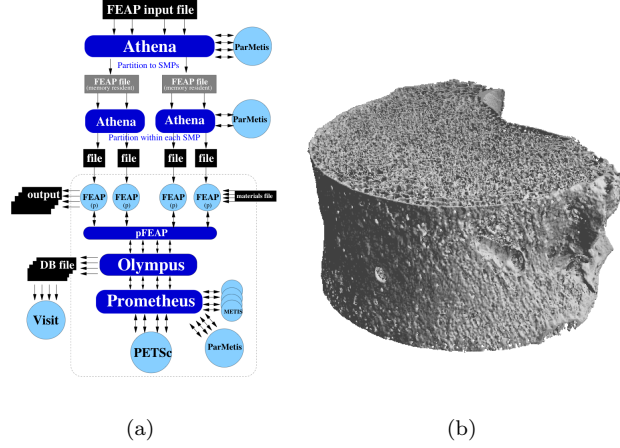 FEAP input file
Athena
ParMetis
Partition to SMPs
FEAP file
(memory resident)
FEAP file
(memory resident)
Athena
Athena
ParMetis
Partition within each SMP
file
file
file
file
output
FEAP
(p)
FEAP
(p)
FEAP
(p)
FEAP
(p)
materials file
pFEAP
DB file
Olympus
Prometheus
METIS
Visit
PETSc
ParMetis
(a)
(b)